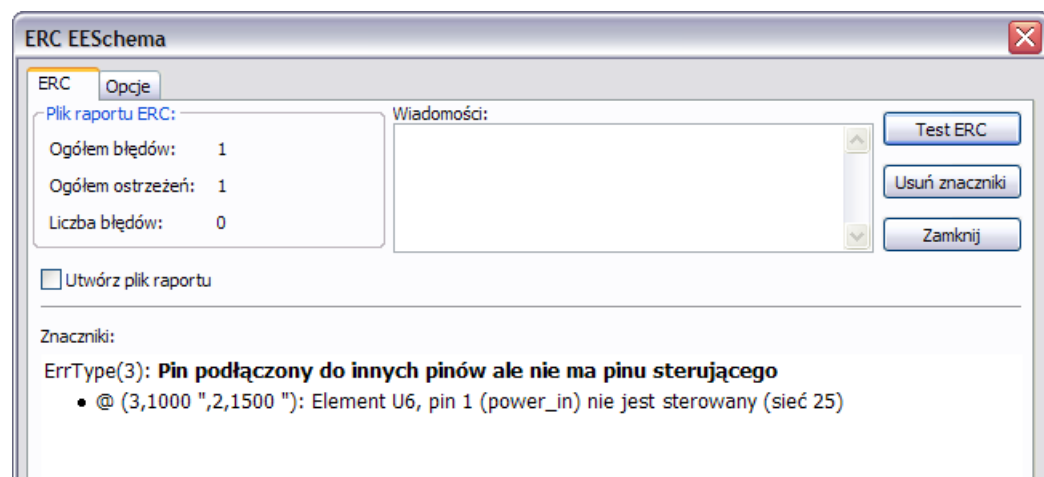 ERC EESchema
ERC Opcje
Plik raportu ERC:
Wiadomości:
Ogółem błędów: 1
Ogółem ostrzeżeń: 1
Liczba błędów: 0
Test ERC
Usuń znaczniki
Zamknij
Utwórz plik raportu
Znaczniki:
ErrType(3): Pin podłączony do innych pinów ale nie ma pinu sterującego
• @ (3,1000 ",2,1500 "): Element U6, pin 1 (power_in) nie jest sterowany (sieć 25)